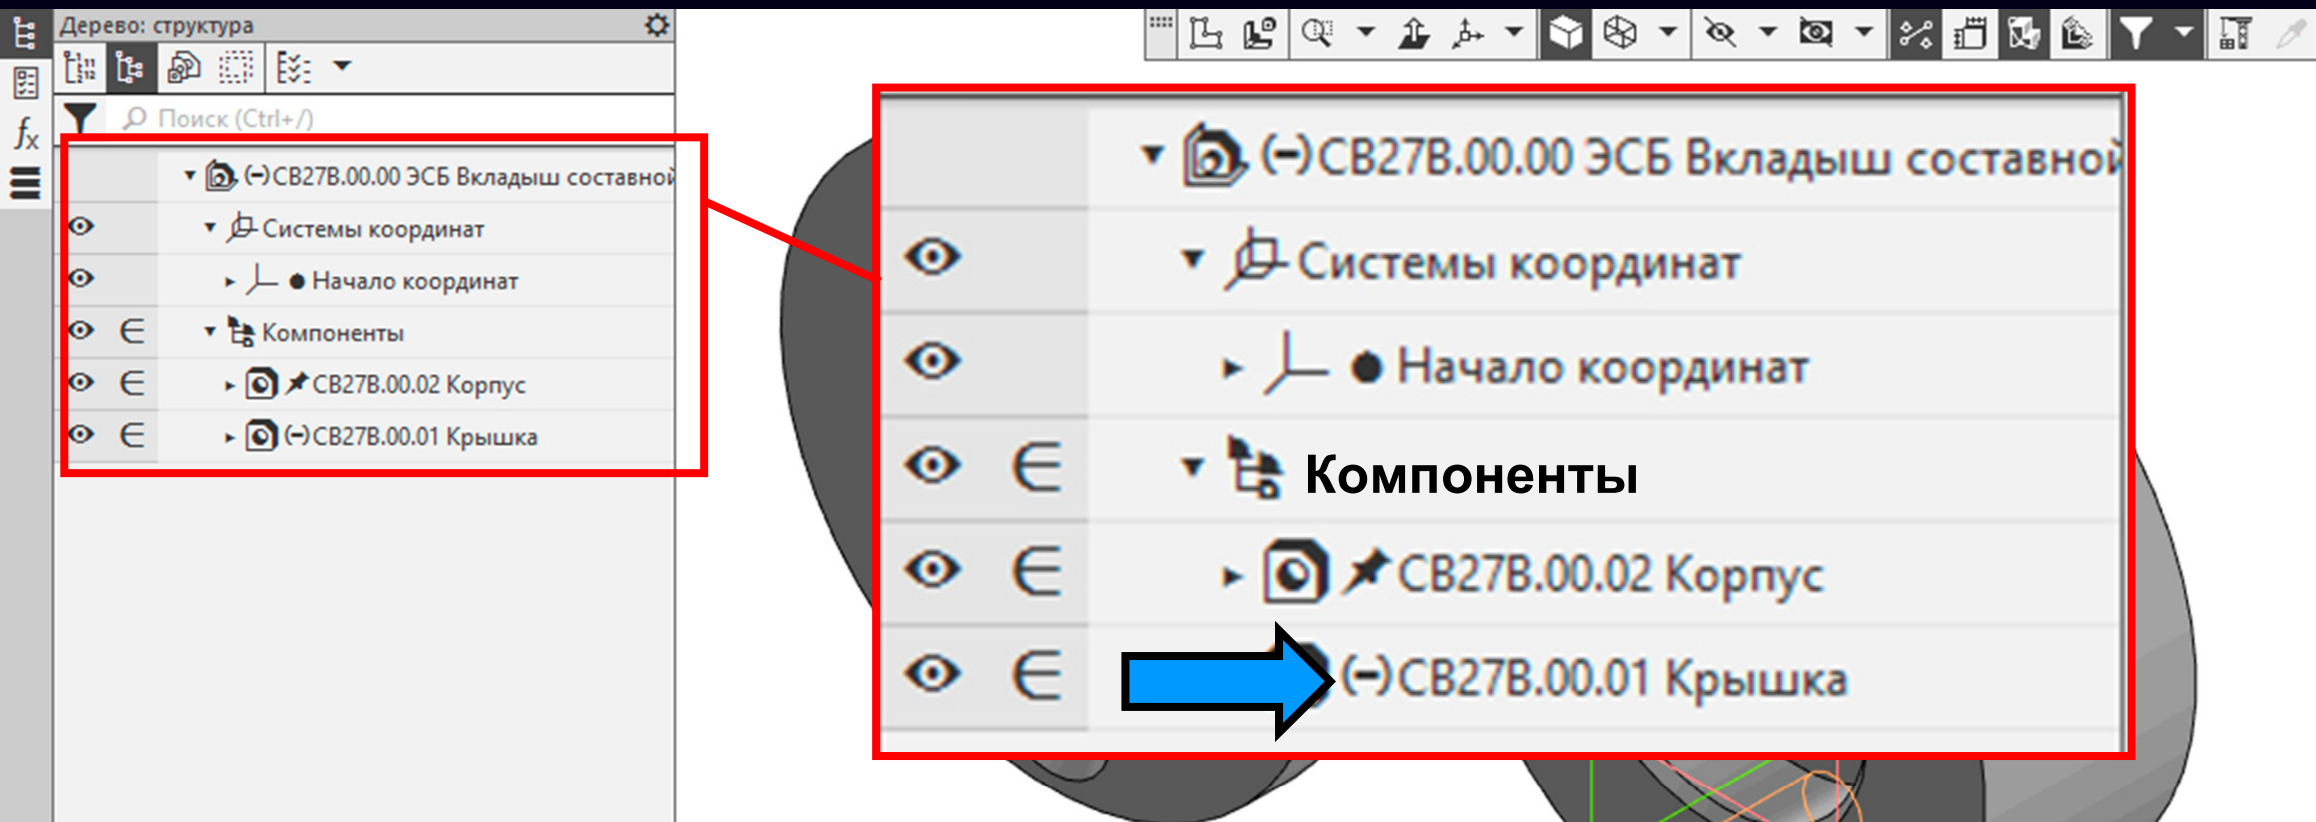 Дерево: структура
Поиск (Ctrl+/)
(-)СВ27В.00.00 ЭСБ Вкладыш составной
Системы координат
Начало координат
Компоненты
СВ27В.00.02 Корпус
(-)СВ27В.00.01 Крышка
(-)СВ27В.00.00 ЭСБ Вкладыш составной
Системы координат
Начало координат
Компоненты
СВ27В.00.02 Корпус
(-)СВ27В.00.01 Крышка